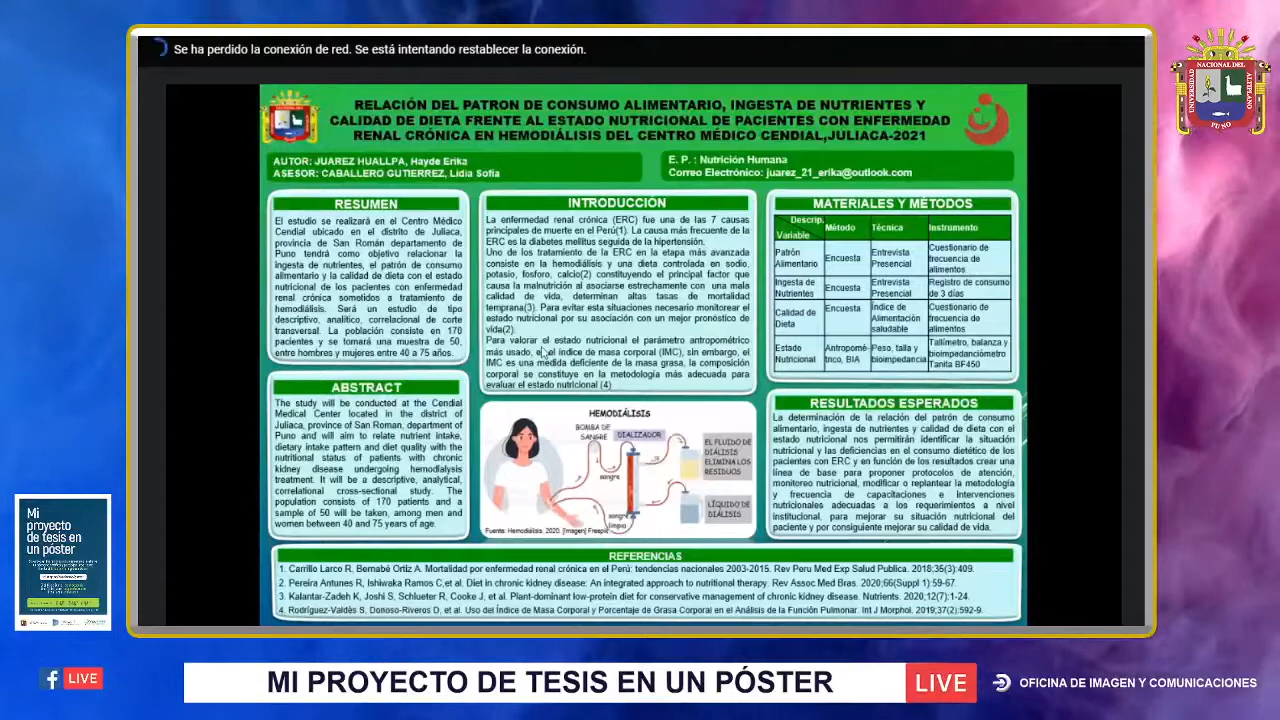 Se ha perdido la conexión de red. Se está intentando restablecer la conexión.
UNIVERSIDAD NACIONAL DEL ALTIPLANO
PUNO
RELACIÓN DEL PATRON DE CONSUMO ALIMENTARIO, INGESTA DE NUTRIENTES Y
CALIDAD DE DIETA FRENTE AL ESTADO NUTRICIONAL DE PACIENTES CON ENFERMEDAD
RENAL CRÓNICA EN HEMODIÁLISIS DEL CENTRO MÉDICO CENDIAL,JULIACA-2021
AUTOR: JUAREZ HUALLPA, Hayde Erika
ASESOR: CABALLERO GUTIERREZ, Lidia Sofia
E. P. : Nutrición Humana
Correo Electrónico: juarez_21_erika@outlook.com
RESUMEN
El estudio se realizará en el Centro Médico
Cendial ubicado en el distrito de Juliaca,
provincia de San Román departamento de
Puno tendrá como objetivo relacionar la
ingesta de nutrientes, el patrón de consumo
alimentario y la calidad de dieta con el estado
nutricional de los pacientes con enfermedad
renal crónica sometidos a tratamiento de
hemodiálisis. Será un estudio de tipo
descriptivo, analítico, correlacional de corte
transversal. La población consiste en 170
pacientes y se tomará una muestra de 50,
entre hombres y mujeres entre 40 a 75 años.
ABSTRACT
The study will be conducted at the Cendial
Medical Center located in the district of
Juliaca, province of San Roman, department of
Puno and will aim to relate nutrient intake,
dietary intake pattern and diet quality with the
nutritional status of patients with chronic
kidney disease undergoing hemodialysis
treatment. It will be a descriptive, analytical,
correlational cross-sectional study. The
population consists of 170 patients and a
sample of 50 will be taken, among men and
women between 40 and 75 years of age.
INTRODUCCIÓN
La enfermedad renal crónica (ERC) fue una de las 7 causas
principales de muerte en el Perú(1). La causa más frecuente de la
ERC es la diabetes mellitus seguida de la hipertensión.
Uno de los tratamiento de la ERC en la etapa más avanzada
consiste en la hemodiálisis y una dieta controlada en sodio,
potasio, fosforo, calcio(2) constituyendo el principal factor que
causa la malnutrición al asociarse estrechamente con una mala
calidad de vida, determinan altas tasas de mortalidad
temprana(3). Para evitar esta situaciones necesario monitorear el
estado nutricional por su asociación con un mejor pronóstico de
vida(2).
Para valorar el estado nutricional el parámetro antropométrico
más usado, es el índice de masa corporal (IMC), sin embargo, el
IMC es una medida deficiente de la masa grasa, la composición
corporal se constituye en la metodología más adecuada para
evaluar el estado nutricional (4)
HEMODIÁLISIS
BOMBA DE
SANGRE
DIALIZADOR
sangre
sangre
limpia
EL FLUIDO DE
DIÁLISIS
ELIMINA LOS
RESIDUOS
LÍQUIDO DE
DIÁLISIS
Fuente: Hemodiálisis. 2020. [Imagen] Freepik
MATERIALES Y MÉTODOS
Descrip. Variable Método Técnica Instrumento
Patrón Alimentario Encuesta Entrevista Presencial Cuestionario de frecuencia de alimentos
Ingesta de Nutrientes Encuesta Entrevista Presencial Registro de consumo de 3 días
Calidad de Dieta Encuesta Índice de Alimentación saludable Cuestionario de frecuencia de alimentos
Estado Nutricional Antropomé-trico, BIA Peso, talla y bioimpedancia Tallímetro, balanza y bioimpedanciómetro Tanita BF450
RESULTADOS ESPERADOS
La determinación de la relación del patrón de consumo
alimentario, ingesta de nutrientes y calidad de dieta con el
estado nutricional nos permitirán identificar la situación
nutricional y las deficiencias en el consumo dietético de los
pacientes con ERC y en función de los resultados crear una
línea de base para proponer protocolos de atención,
monitoreo nutricional, modificar o replantear la metodología
y frecuencia de capacitaciones e intervenciones
nutricionales adecuadas a los requerimientos a nivel
institucional, para mejorar su situación nutricional del
paciente y por consiguiente mejorar su calidad de vida.
REFERENCIAS
1. Carrillo Larco R. Bernabé Ortiz A. Mortalidad por enfermedad renal crónica en el Perú: tendencias nacionales 2003-2015. Rev Peru Med Exp Salud Publica. 2018;35(3):409.
2. Pereira Antunes R, Ishiwaka Ramos C,et al. Diet in chronic kidney disease: An integrated approach to nutritional therapy. Rev Assoc Med Bras. 2020;66(Suppl 1):59-67.
3. Kalantar-Zadeh K, Joshi S, Schlueter R, Cooke J, et al. Plant-dominant low-protein diet for conservative management of chronic kidney disease. Nutrients. 2020;12(7):1-24.
4. Rodríguez-Valdés S, Donoso-Riveros D, et al. Uso del Índice de Masa Corporal y Porcentaje de Grasa Corporal en el Análisis de la Función Pulmonar. Int J Morphol. 2019;37(2):592-9.
Mi
proyecto
de tesis en
un póster
LIVE
MI PROYECTO DE TESIS EN UN PÓSTER
LIVE
OFICINA DE IMAGEN Y COMUNICACIONES